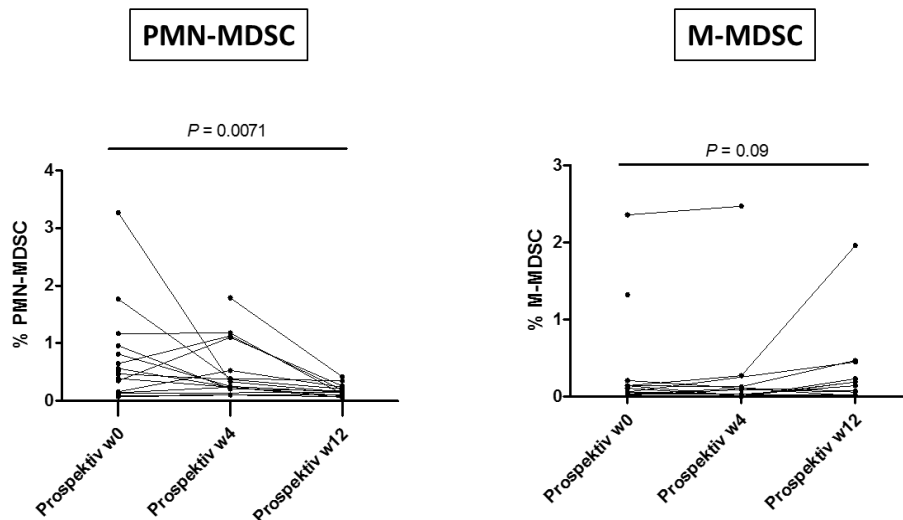 PMN-MDSC
P = 0.0071
4
3
2
1
0
% PMN-MDSC
Prospektiv w0
Prospektiv w4
Prospektiv w12
M-MDSC
P = 0.09
3
2
1
0
% M-MDSC
Prospektiv w0
Prospektiv w4
Prospektiv w12